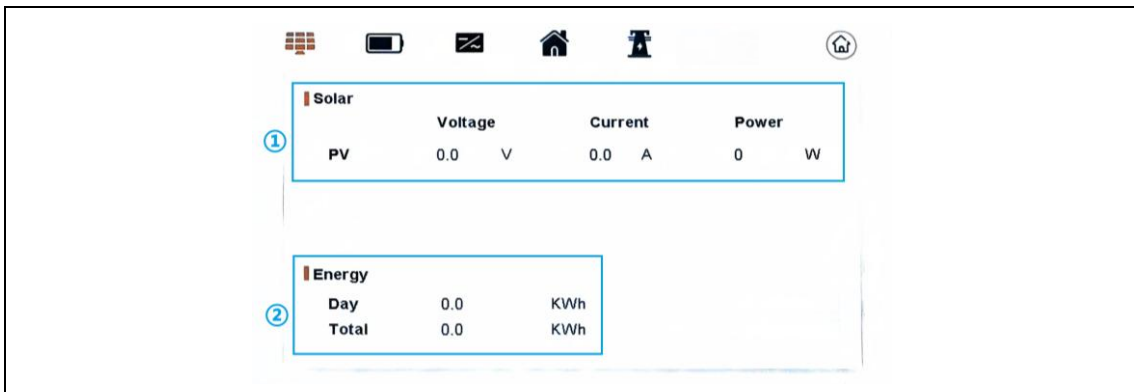 Solar
Voltage Current Power
① PV 0.0 V 0.0 A 0 W
Energy
Day 0.0 KWh
② Total 0.0 KWh